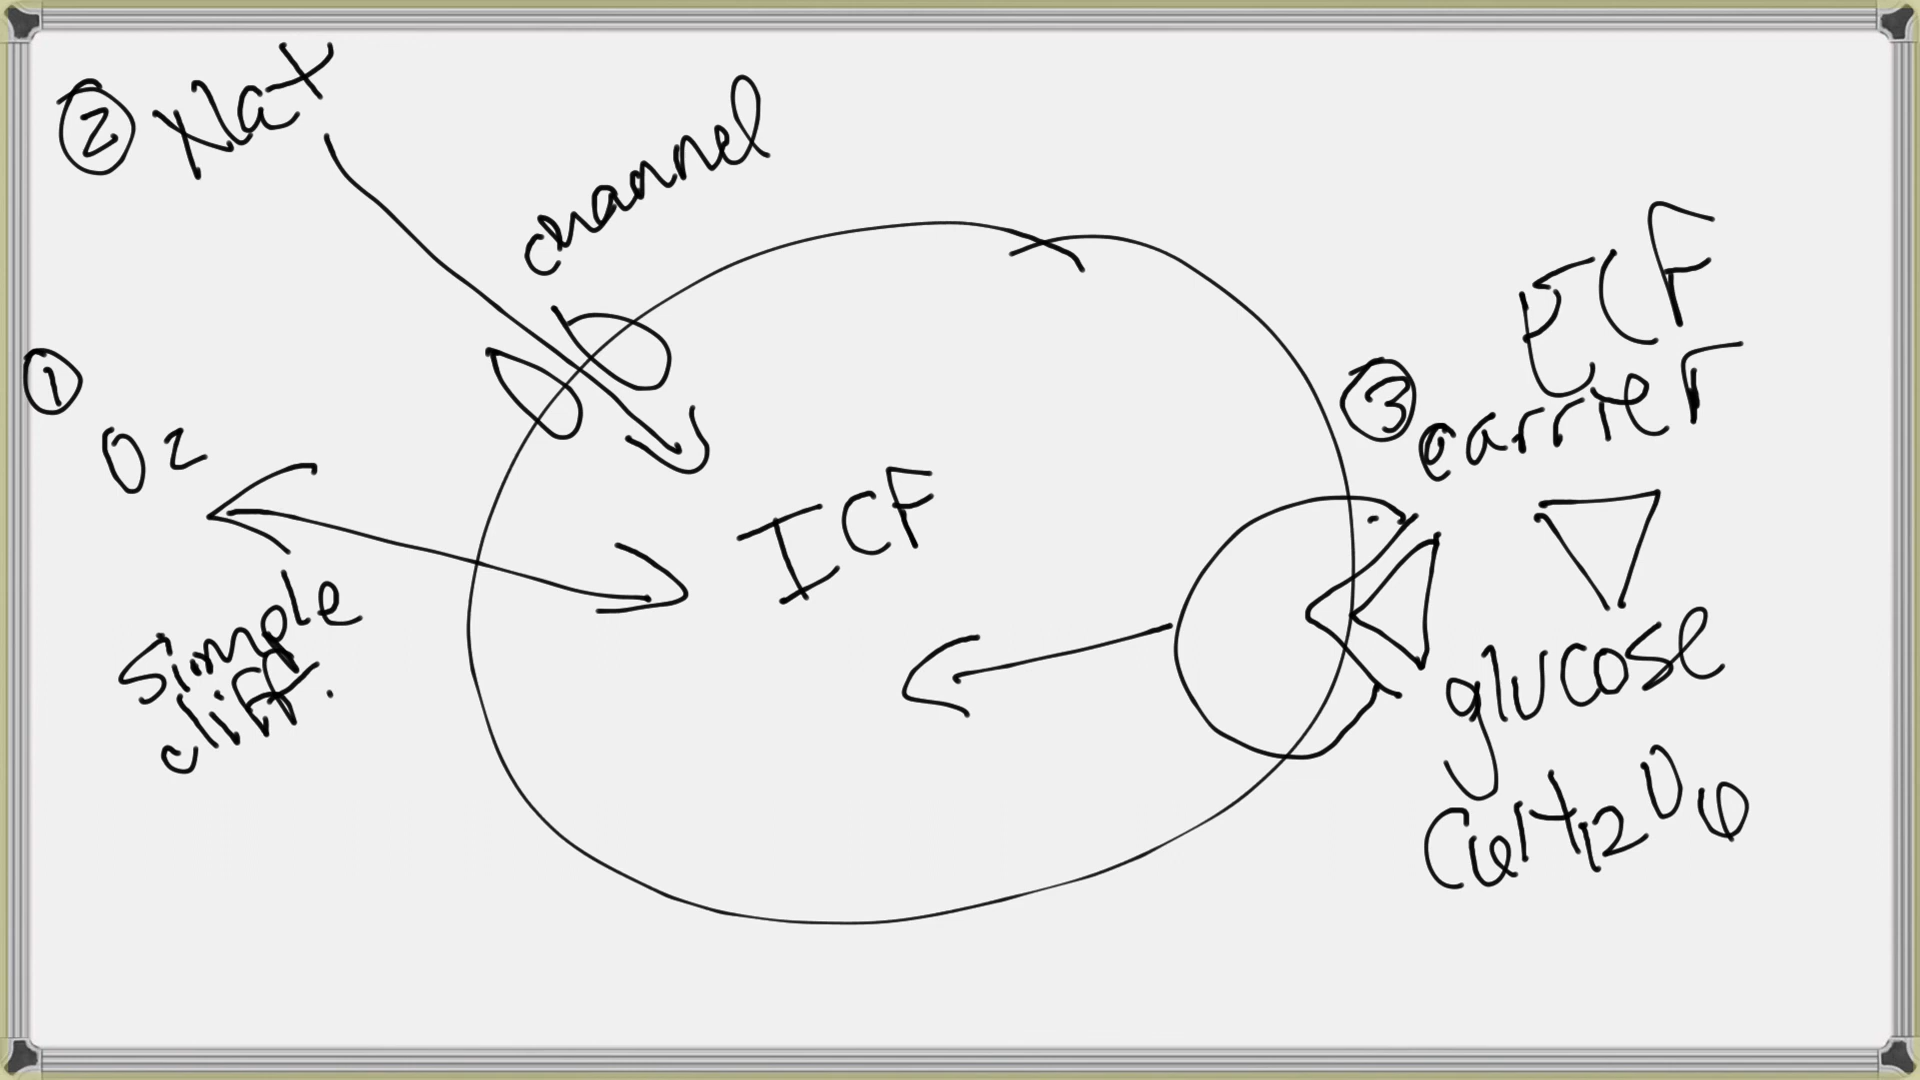 ② Na+
channel
①
O2
simple
diff.
ICF
ECF
③ carrier
glucose
C6H12O6